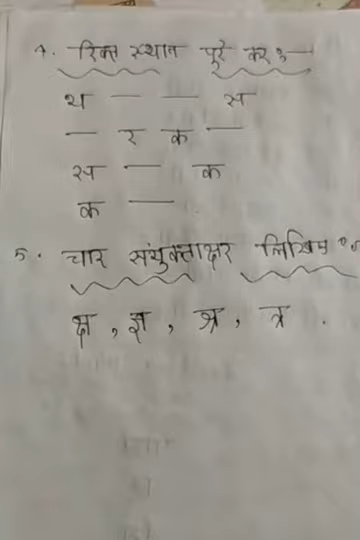 ४. रिक्त स्थान पूरे करो :—
थ — — स
— र क —
स — क
क —
५. चार संयुक्ताक्षर लिखिए :
क्ष , ज्ञ , श्र , त्र .